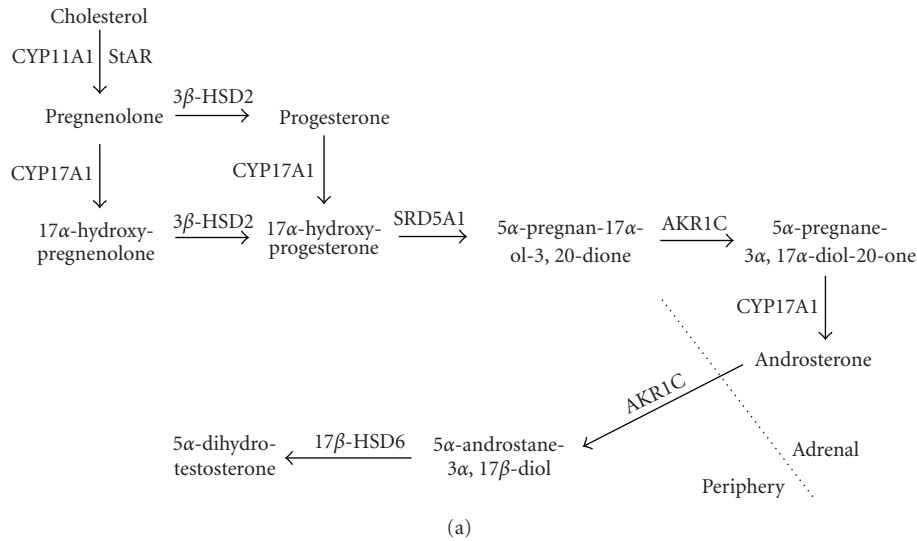 Cholesterol
CYP11A1 StAR
3β-HSD2
Pregnenolone
Progesterone
CYP17A1
CYP17A1
17α-hydroxy-
pregnenolone
3β-HSD2
17α-hydroxy-
progesterone
SRD5A1
5α-pregnan-17α-
ol-3, 20-dione
AKR1C
5α-pregnane-
3α, 17α-diol-20-one
CYP17A1
Androsterone
AKR1C
5α-dihydro-
testosterone
17β-HSD6
5α-androstane-
3α, 17β-diol
Adrenal
Periphery
(a)